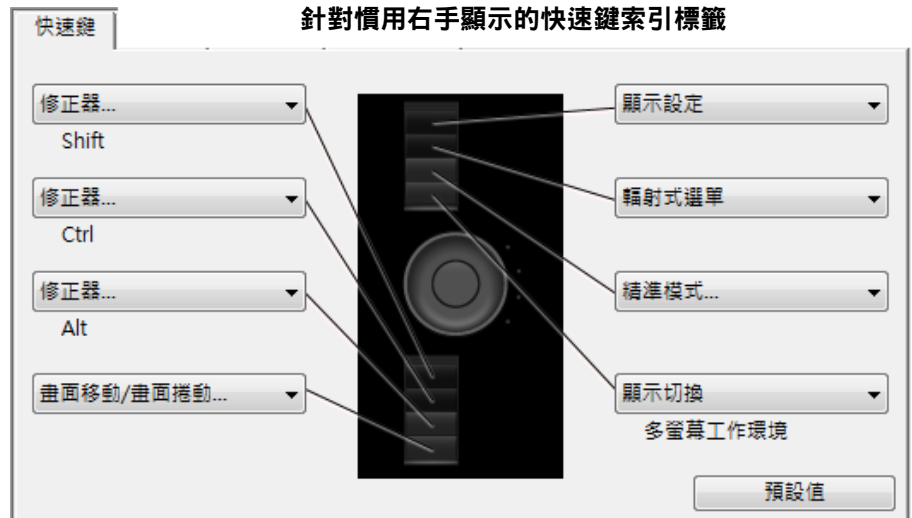 針對慣用右手顯示的快速鍵索引標籤
快速鍵
修正器...
Shift
修正器...
Ctrl
修正器...
Alt
畫面移動/畫面捲動...
顯示設定
輻射式選單
精準模式...
顯示切換
多螢幕工作環境
預設值